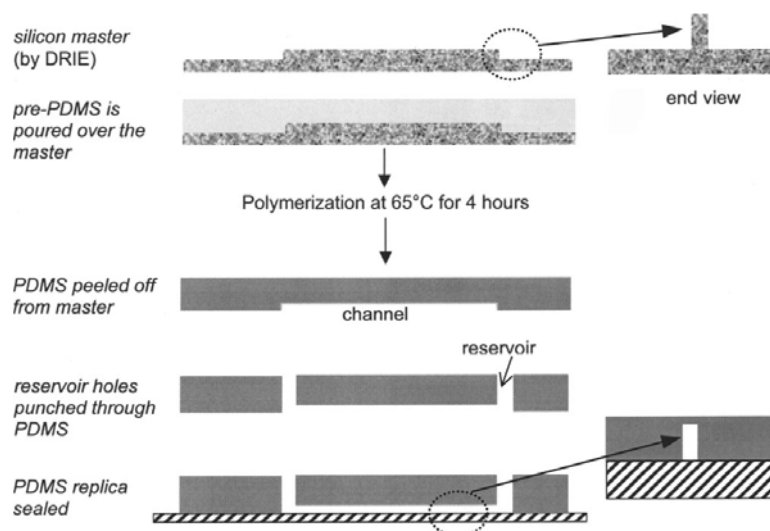 silicon master
(by DRIE)
end view
pre-PDMS is
poured over the
master
Polymerization at 65°C for 4 hours
PDMS peeled off
from master
channel
reservoir
reservoir holes
punched through
PDMS
PDMS replica
sealed